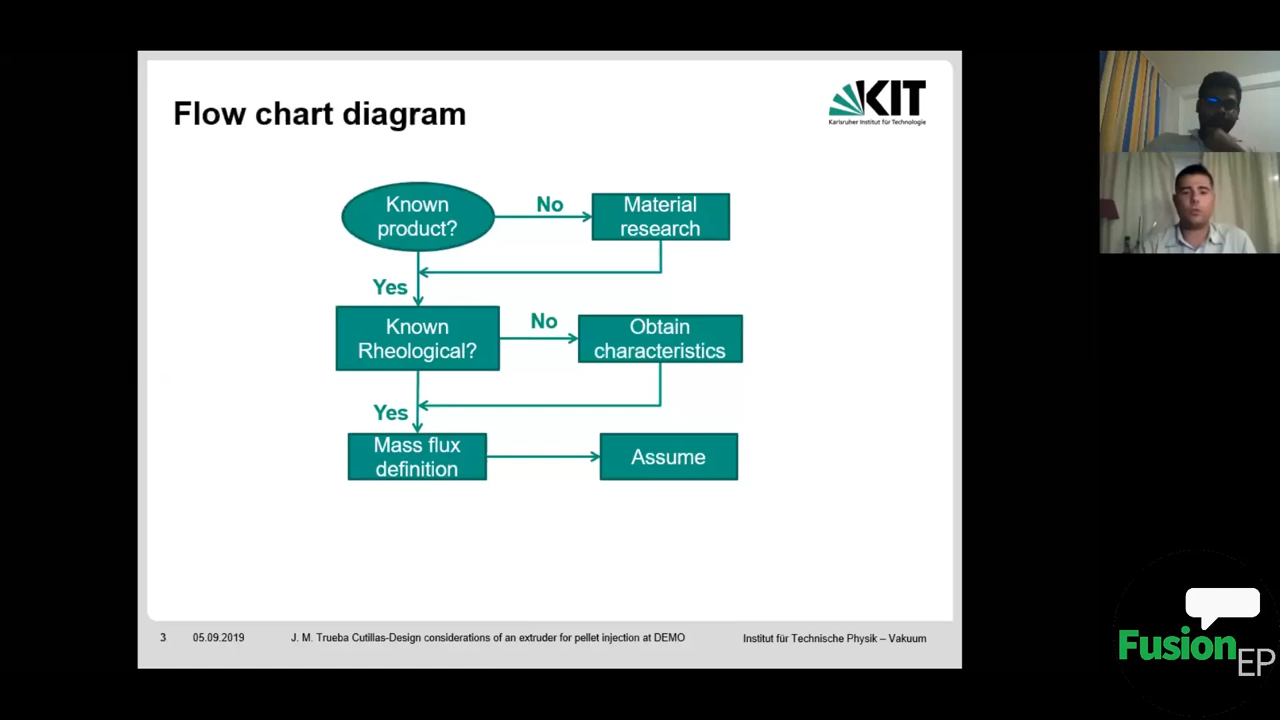 Flow chart diagram
KIT
Karlsruher Institut für Technologie
Known
product?
No
Material
research
Yes
Known
Rheological?
No
Obtain
characteristics
Yes
Mass flux
definition
Assume
3
05.09.2019
J. M. Trueba Cutillas-Design considerations of an extruder for pellet injection at DEMO
Institut für Technische Physik – Vakuum
Fusion
EP